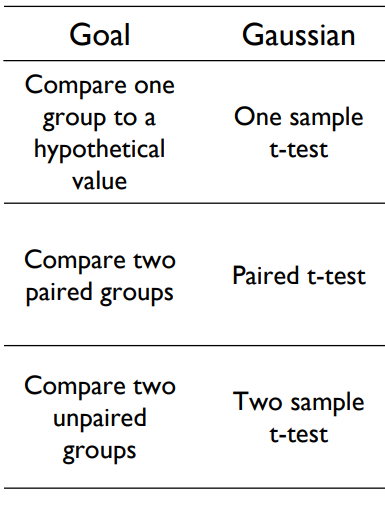 Goal Gaussian
Compare one
group to a
hypothetical
value
One sample
t-test
Compare two
paired groups
Paired t-test
Compare two
unpaired
groups
Two sample
t-test